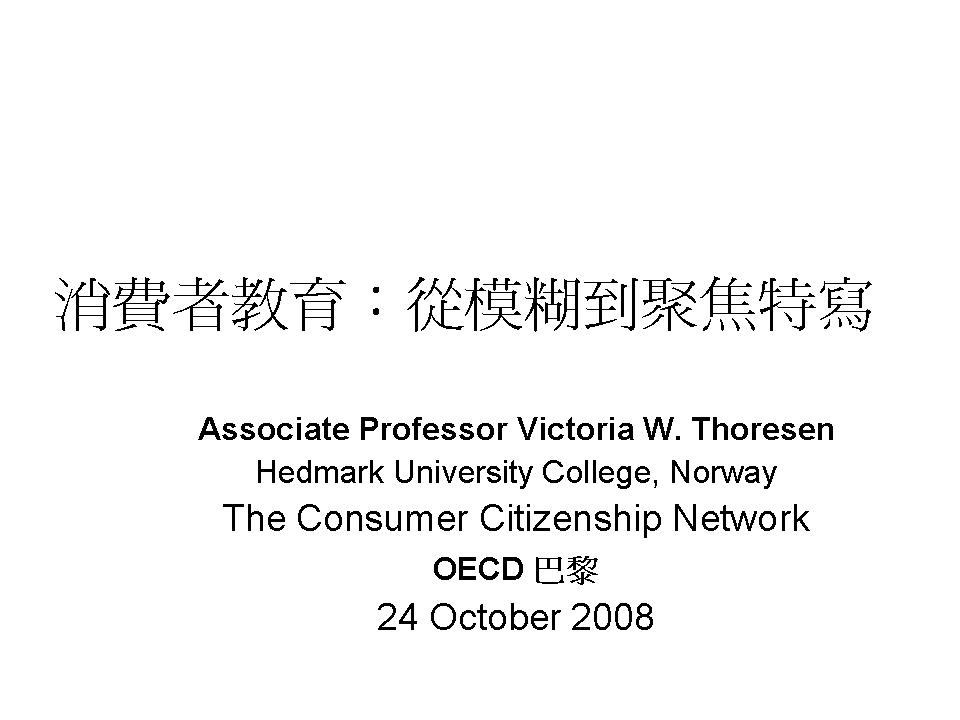 消費者教育：從模糊到聚焦特寫
Associate Professor Victoria W. Thoresen
Hedmark University College, Norway
The Consumer Citizenship Network
OECD 巴黎
24 October 2008